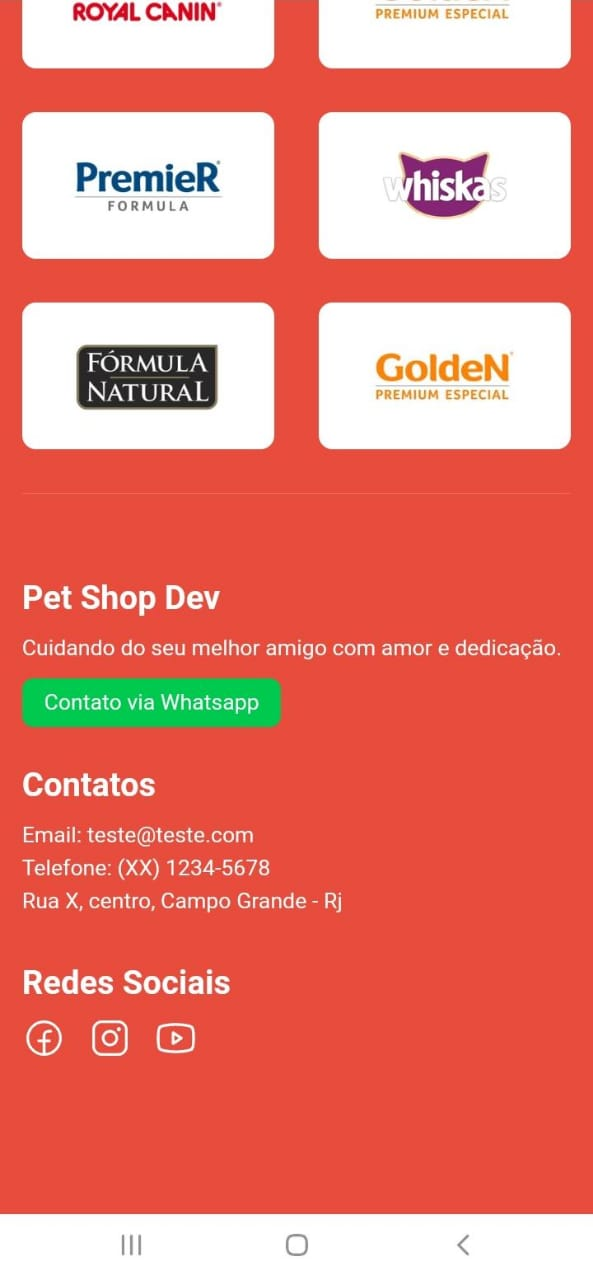 ROYAL CANIN
PREMIUM ESPECIAL
PremieR
FORMULA
whiskas
FÓRMULA
NATURAL
GoldeN
PREMIUM ESPECIAL
Pet Shop Dev
Cuidando do seu melhor amigo com amor e dedicação.
Contato via Whatsapp
Contatos
Email: teste@teste.com
Telefone: (XX) 1234-5678
Rua X, centro, Campo Grande - Rj
Redes Sociais